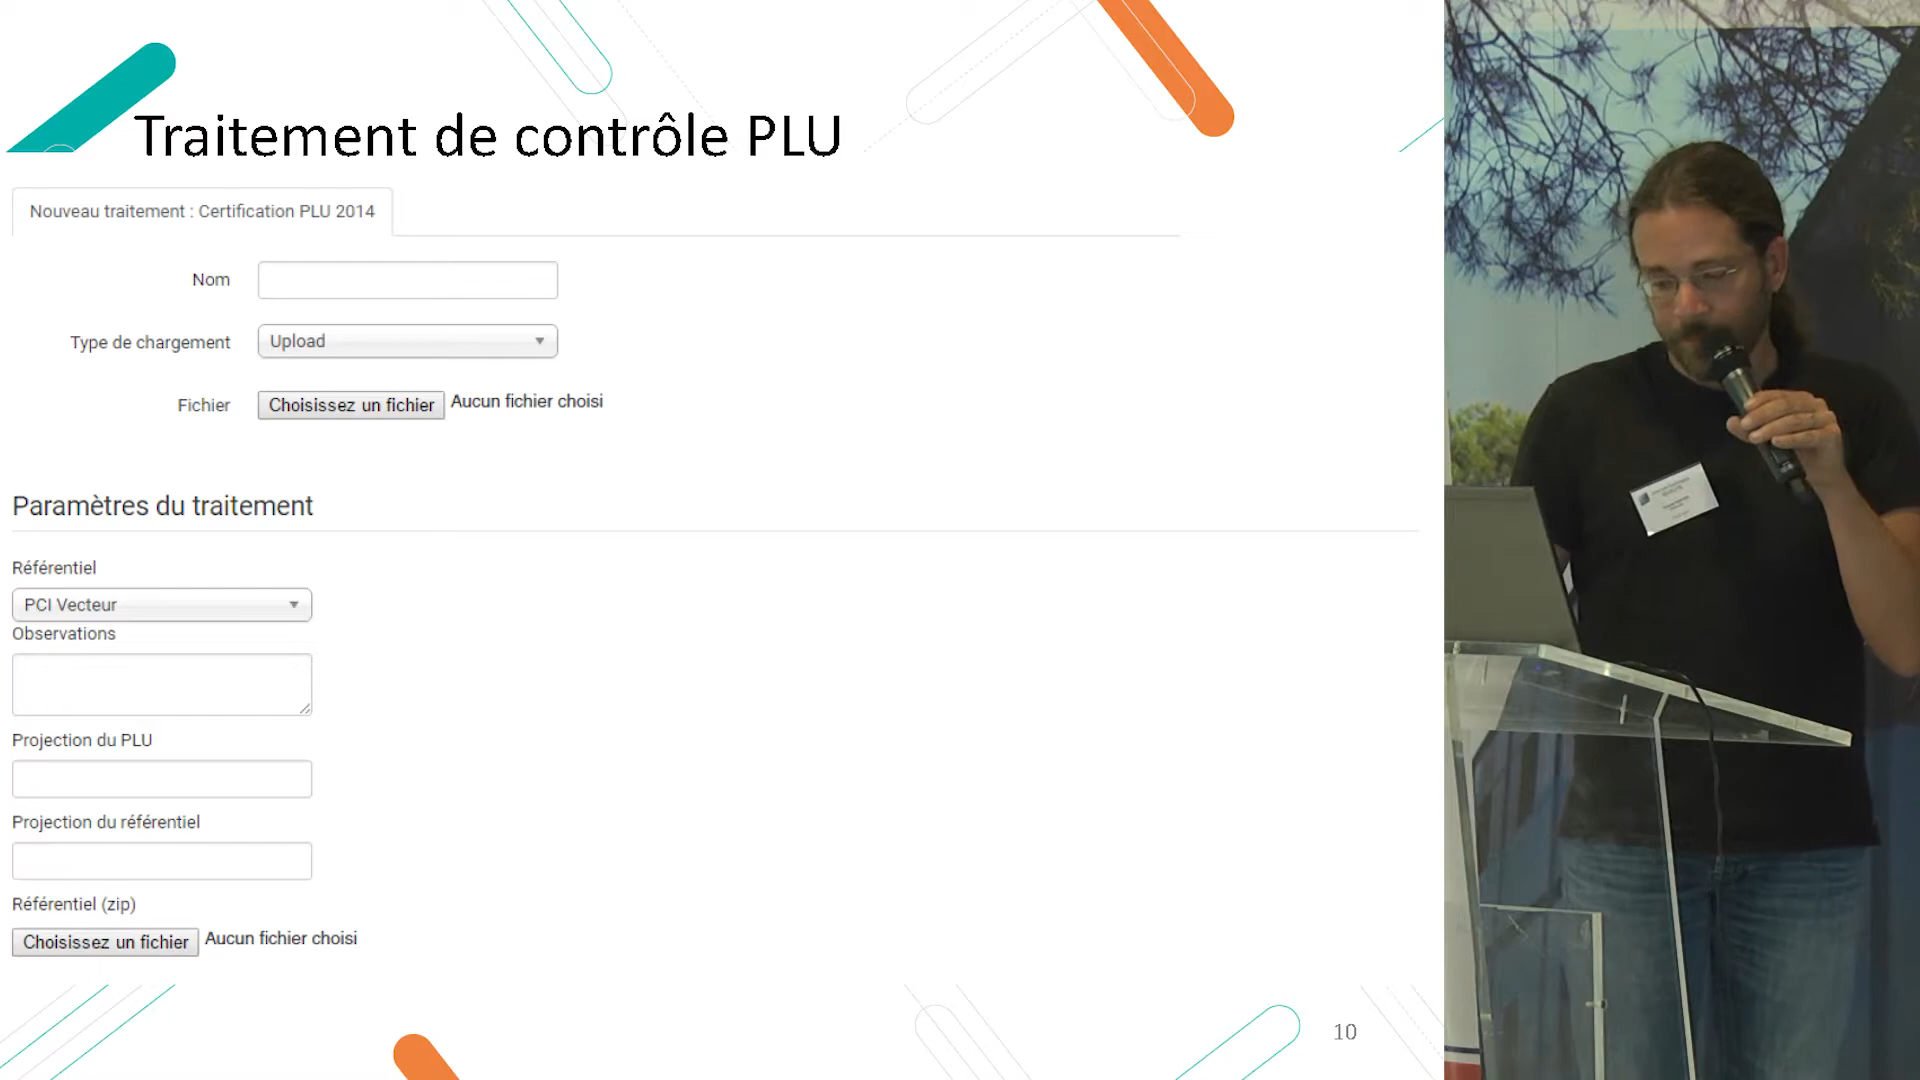 Traitement de contrôle PLU
Nouveau traitement : Certification PLU 2014
Nom
Type de chargement
Upload
Fichier
Choisissez un fichier
Aucun fichier choisi
Paramètres du traitement
Référentiel
PCI Vecteur
Observations
Projection du PLU
Projection du référentiel
Référentiel (zip)
Choisissez un fichier
Aucun fichier choisi
10